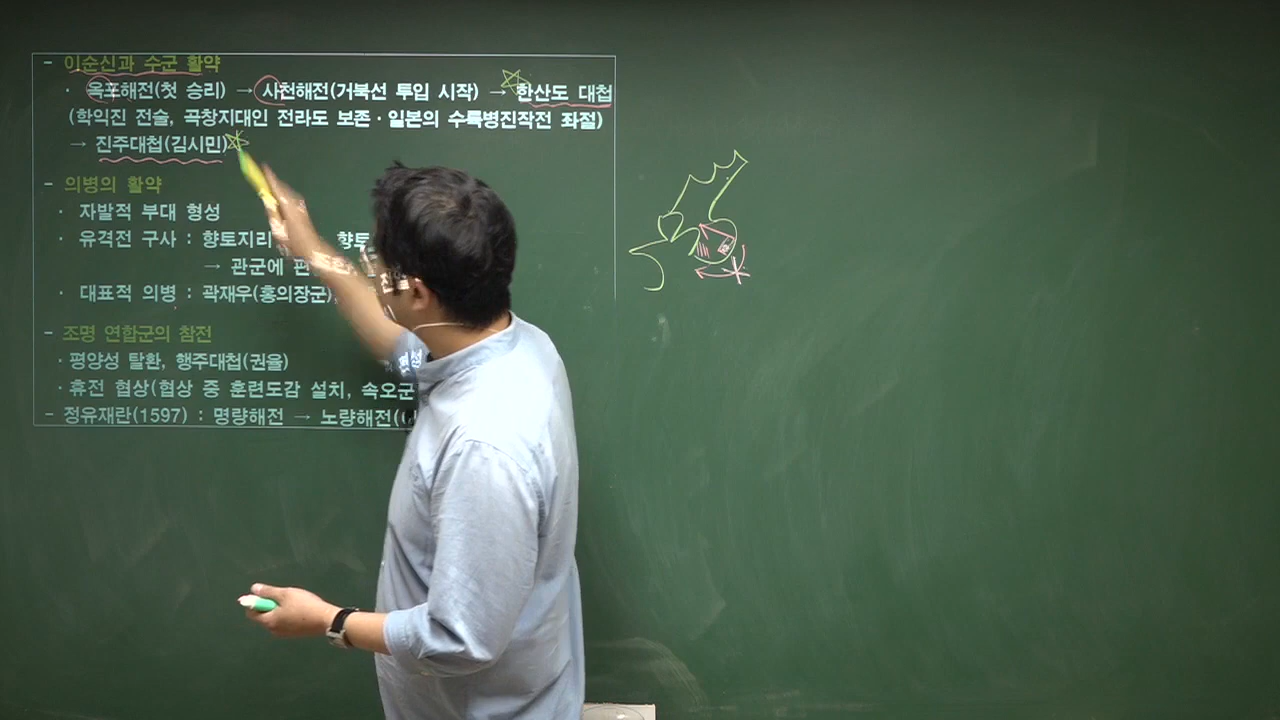 - 이순신과 수군 활약
· 옥포해전(첫 승리) → 사천해전(거북선 투입 시작) → 한산도 대첩
(학익진 전술, 곡창지대인 전라도 보존·일본의 수륙병진작전 좌절)
→ 진주대첩(김시민)
- 의병의 활약
· 자발적 부대 형성
· 유격전 구사 : 향토지리
→ 관군에
· 대표적 의병 : 곽재우(홍의장군),
- 조명 연합군의 참전
· 평양성 탈환, 행주대첩(권율)
· 휴전 협상(협상 중 훈련도감 설치, 속오군
- 정유재란(1597) : 명량해전 → 노량해전(